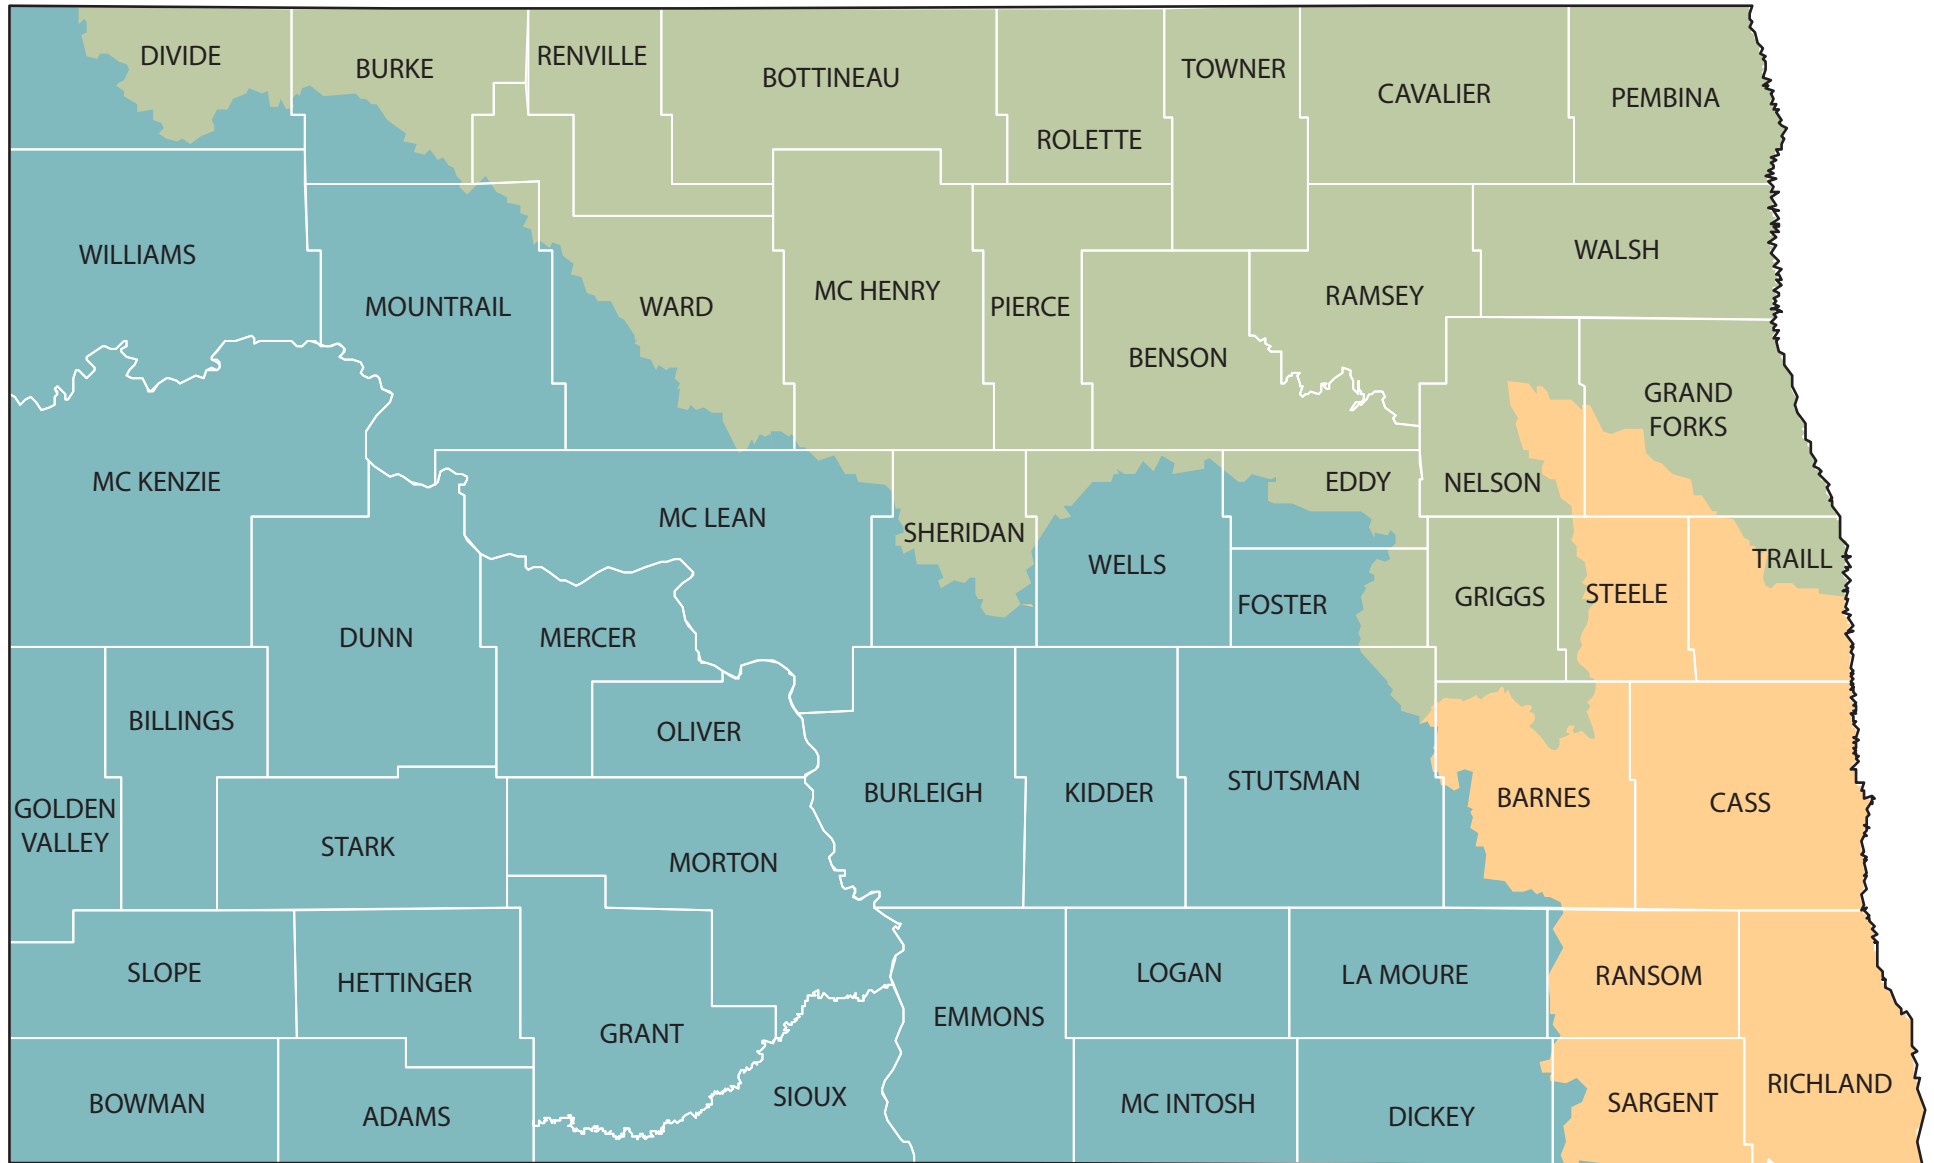 DIVIDE
BURKE
RENVILLE
BOTTINEAU
ROLETTE
TOWNER
CAVALIER
PEMBINA
WILLIAMS
MOUNTRAIL
WARD
MC HENRY
PIERCE
BENSON
RAMSEY
WALSH
GRAND
FORKS
MC KENZIE
MC LEAN
SHERIDAN
WELLS
EDDY
NELSON
FOSTER
GRIGGS
STEELE
TRAILL
DUNN
MERCER
OLIVER
BILLINGS
GOLDEN
VALLEY
STARK
MORTON
BURLEIGH
KIDDER
STUTSMAN
BARNES
CASS
SLOPE
HETTINGER
GRANT
EMMONS
LOGAN
LA MOURE
RANSOM
BOWMAN
ADAMS
SIOUX
MC INTOSH
DICKEY
SARGENT
RICHLAND